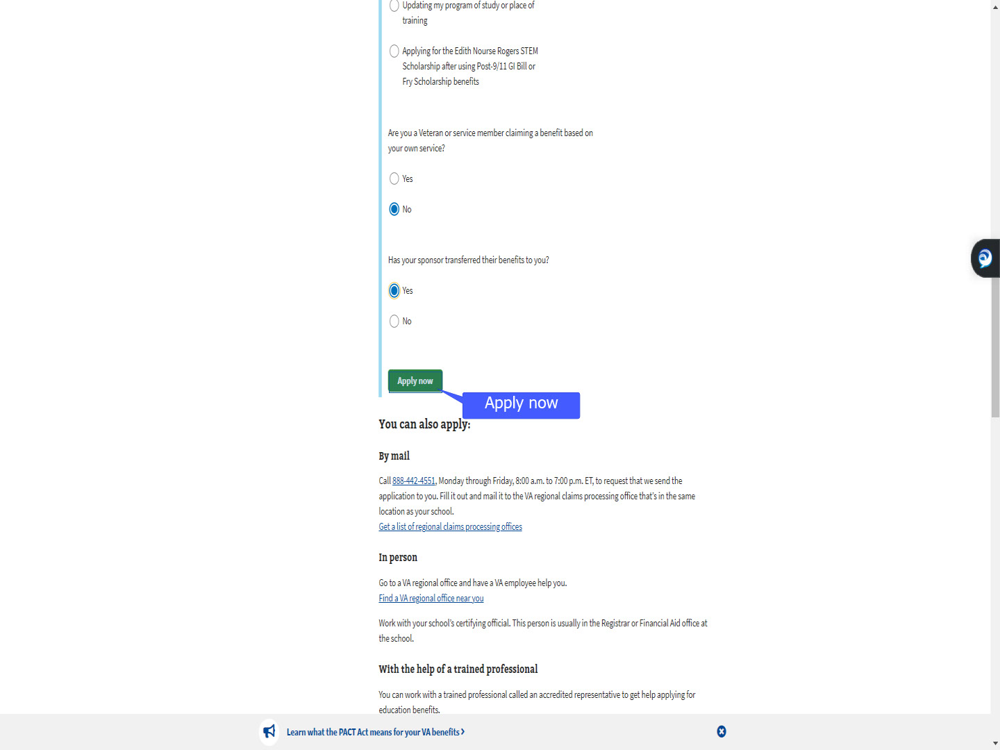 Updating my program of study or place of
training
Applying for the Edith Nourse Rogers STEM
Scholarship after using Post-9/11 GI Bill or
Fry Scholarship benefits
Are you a Veteran or service member claiming a benefit based on
your own service?
Yes
No
Has your sponsor transferred their benefits to you?
Yes
No
Apply now
Apply now
You can also apply:
By mail
Call 888-442-4551, Monday through Friday, 8:00 a.m. to 7:00 p.m. ET, to request that we send the
application to you. Fill it out and mail it to the VA regional claims processing office that's in the same
location as your school.
Get a list of regional claims processing offices
In person
Go to a VA regional office and have a VA employee help you.
Find a VA regional office near you
Work with your school's certifying official. This person is usually in the Registrar or Financial Aid office at
the school.
With the help of a trained professional
You can work with a trained professional called an accredited representative to get help applying for
education benefits.
Learn what the PACT Act means for your VA benefits